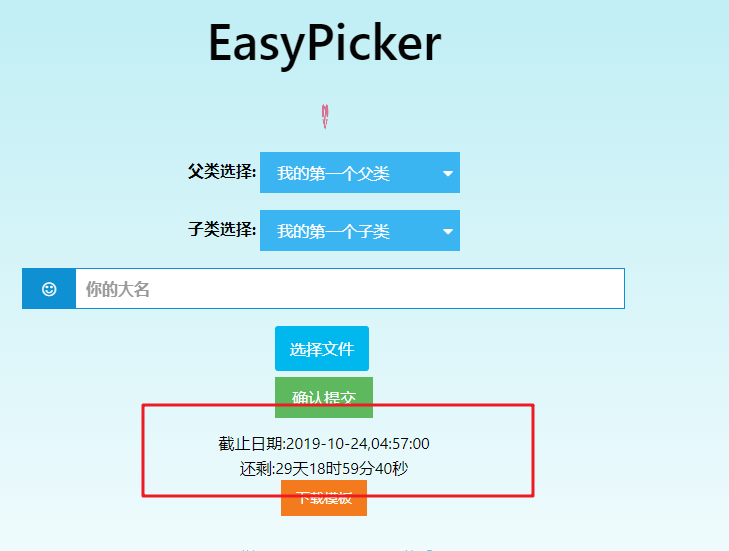 EasyPicker
父类选择: 我的第一个父类
子类选择: 我的第一个子类
你的大名
选择文件
确认提交
截止日期:2019-10-24,04:57:00
还剩:29天18时59分40秒
下载模板